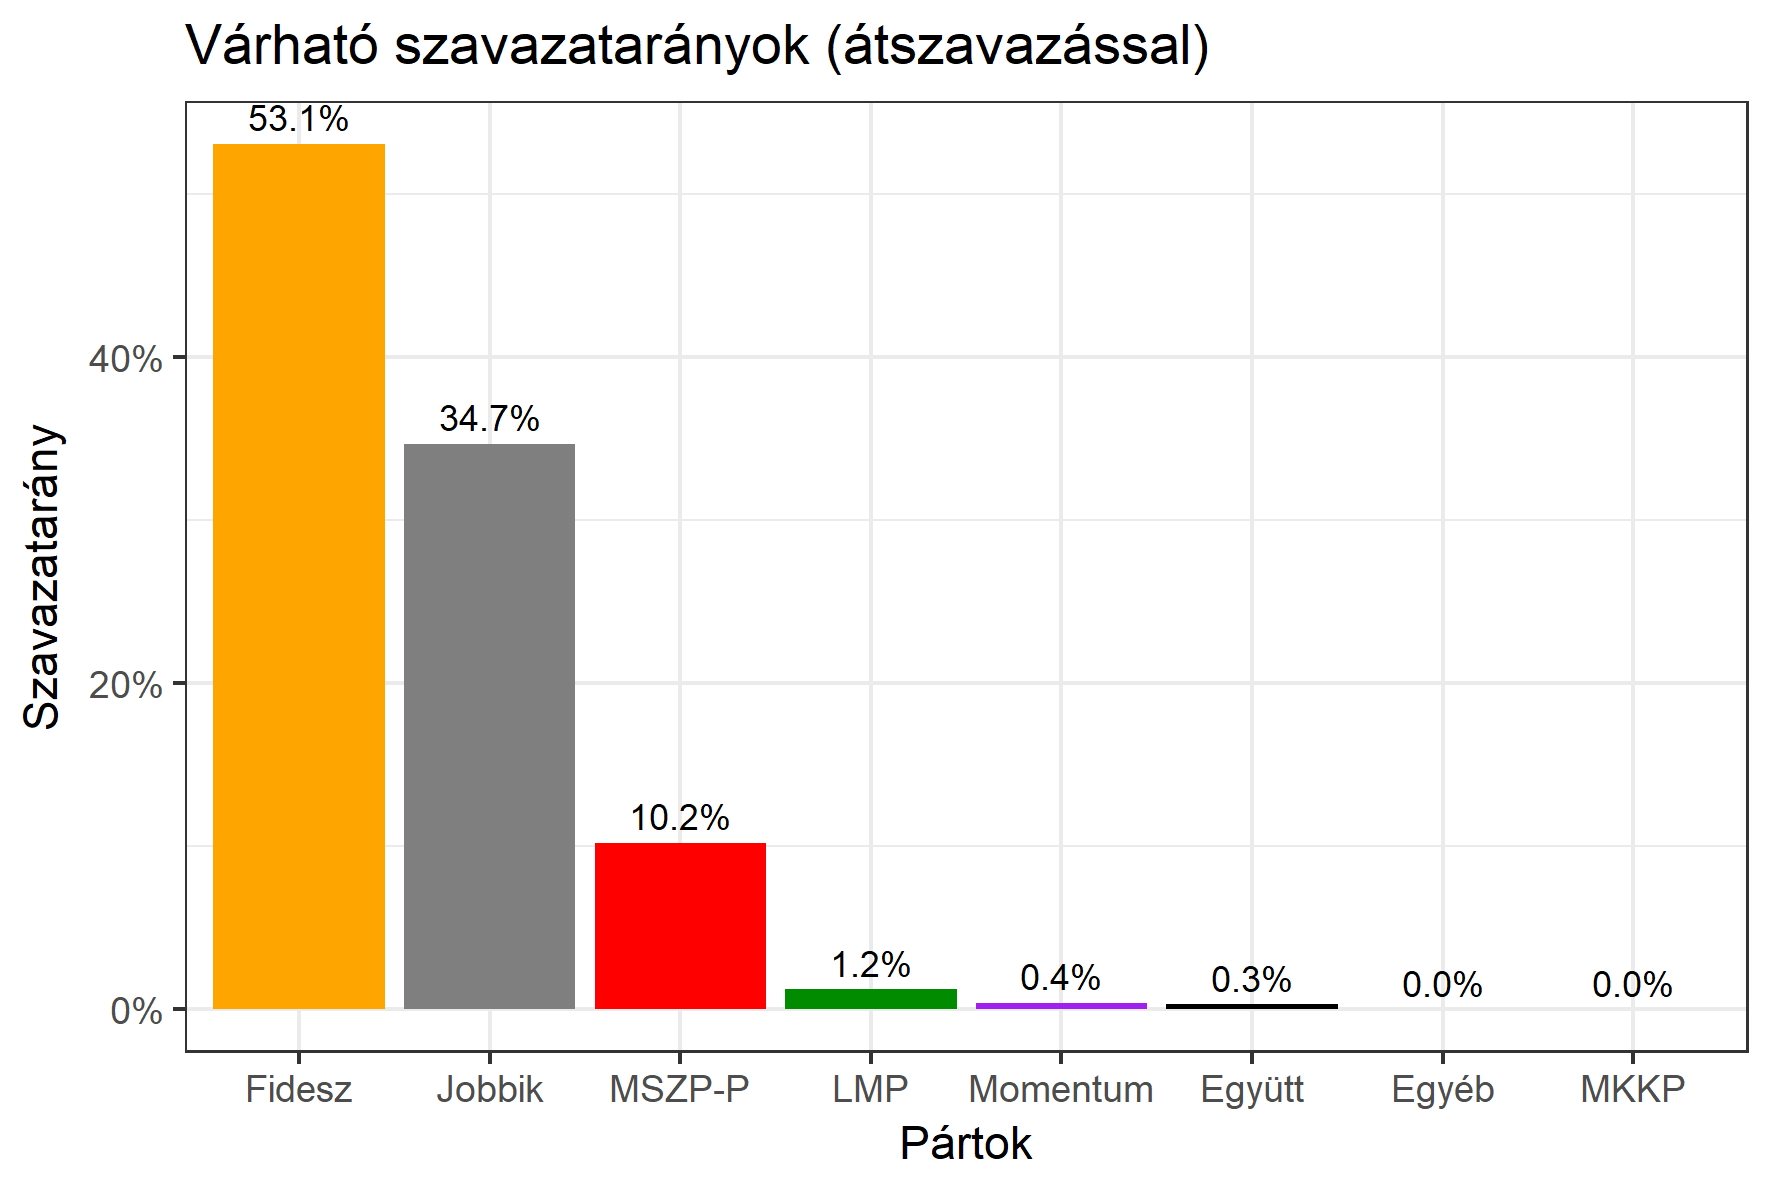 Várható szavazatarányok (átszavazással)
53.1%
34.7%
10.2%
1.2%
0.4%
0.3%
0.0%
0.0%
40%
20%
0%
Szavazatarány
Fidesz
Jobbik
MSZP-P
LMP
Momentum
Együtt
Egyéb
MKKP
Pártok